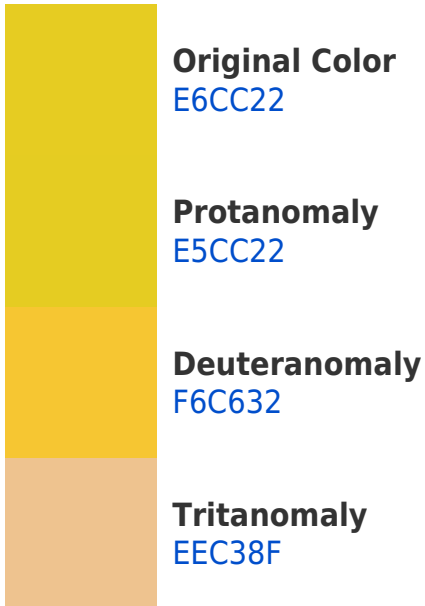 Original Color
E6CC22
Protanomaly
E5CC22
Deuteranomaly
F6C632
Tritanomaly
EEC38F